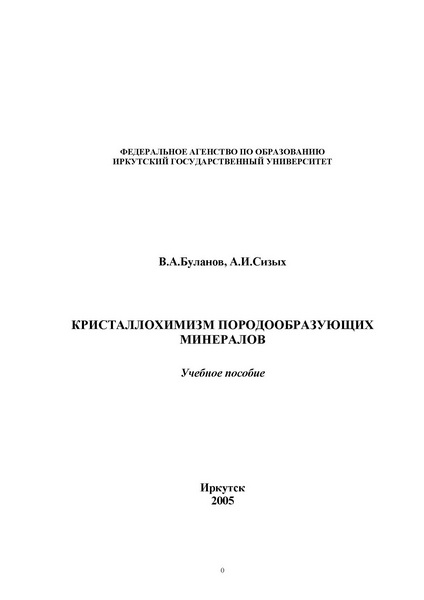 ФЕДЕРАЛЬНОЕ АГЕНСТВО ПО ОБРАЗОВАНИЮ
ИРКУТСКИЙ ГОСУДАРСТВЕННЫЙ УНИВЕРСИТЕТ
В.А.Буланов, А.И.Сизых
КРИСТАЛЛОХИМИЗМ ПОРОДООБРАЗУЮЩИХ
МИНЕРАЛОВ
Учебное пособие
Иркутск
2005
0